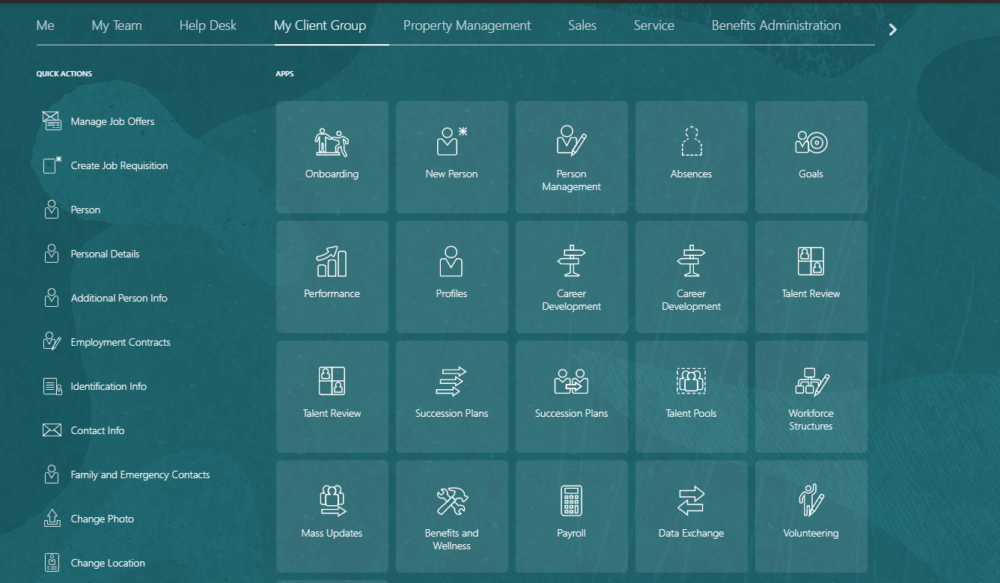 Me
My Team
Help Desk
My Client Group
Property Management
Sales
Service
Benefits Administration
QUICK ACTIONS
Manage Job Offers
Create Job Requisition
Person
Personal Details
Additional Person Info
Employment Contracts
Identification Info
Contact Info
Family and Emergency Contacts
Change Photo
Change Location
APPS
Onboarding
New Person
Person
Management
Absences
Goals
Performance
Profiles
Career
Development
Career
Development
Talent Review
Talent Review
Succession Plans
Succession Plans
Talent Pools
Workforce
Structures
Mass Updates
Benefits and
Wellness
Payroll
Data Exchange
Volunteering